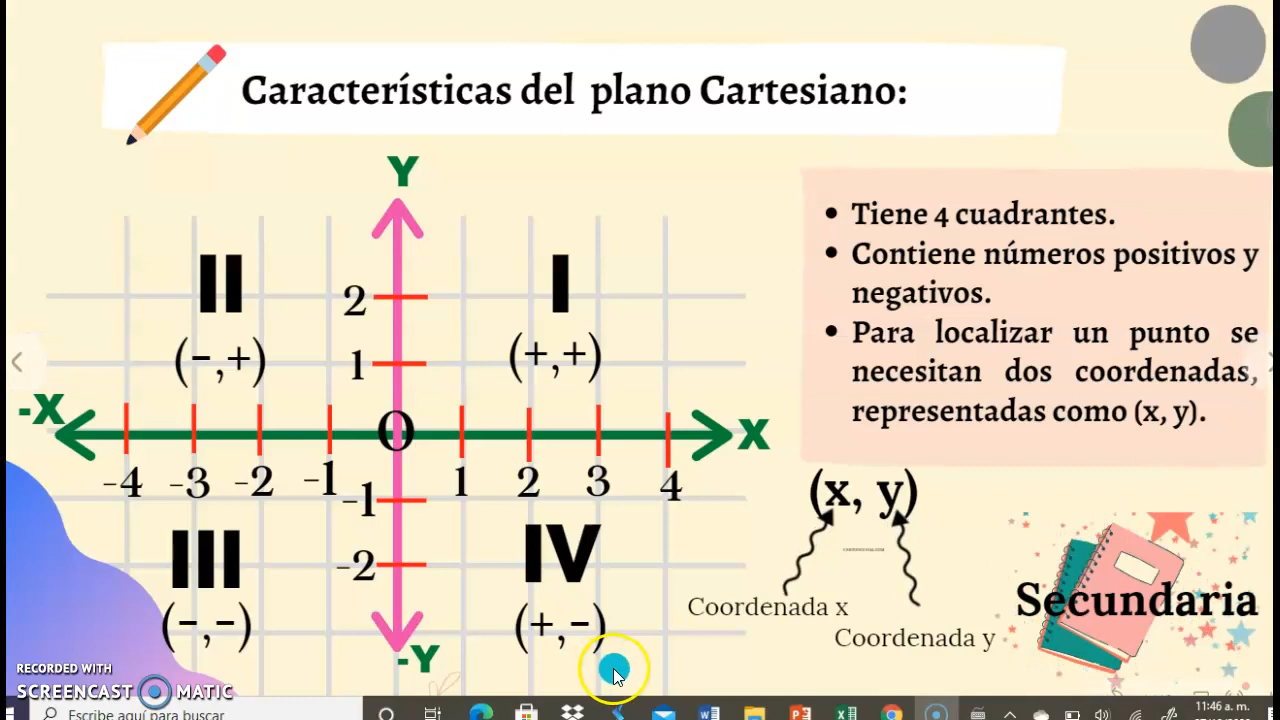 Características del plano Cartesiano:
Y
II
I
2
(-,+)
(+,+)
1
-X
O
X
-4 -3 -2 -1 1 2 3 4
-1
III
IV
-2
(-,-)
(+,-)
-Y
• Tiene 4 cuadrantes.
• Contiene números positivos y
negativos.
• Para localizar un punto se
necesitan dos coordenadas,
representadas como (x, y).
(x, y)
Coordenada x
Coordenada y
Secundaria
RECORDED WITH
SCREENCAST MATIC
Escribe aquí para buscar
11:46 a. m.